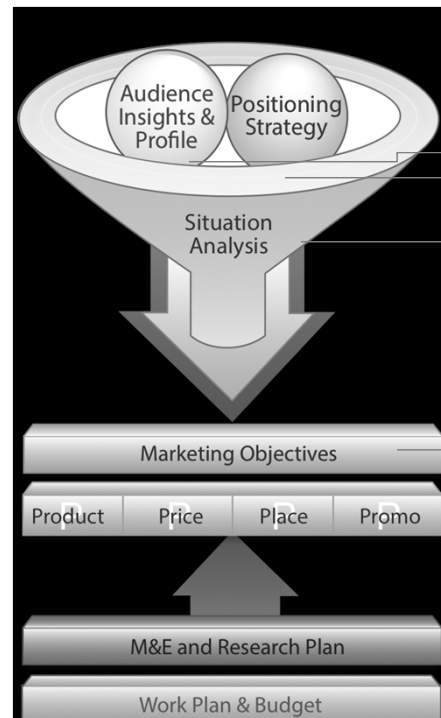 Audience
Insights &
Profile
Positioning
Strategy
Situation
Analysis
Marketing Objectives
P P P P
Product Price Place Promo
M&E and Research Plan
Work Plan & Budget